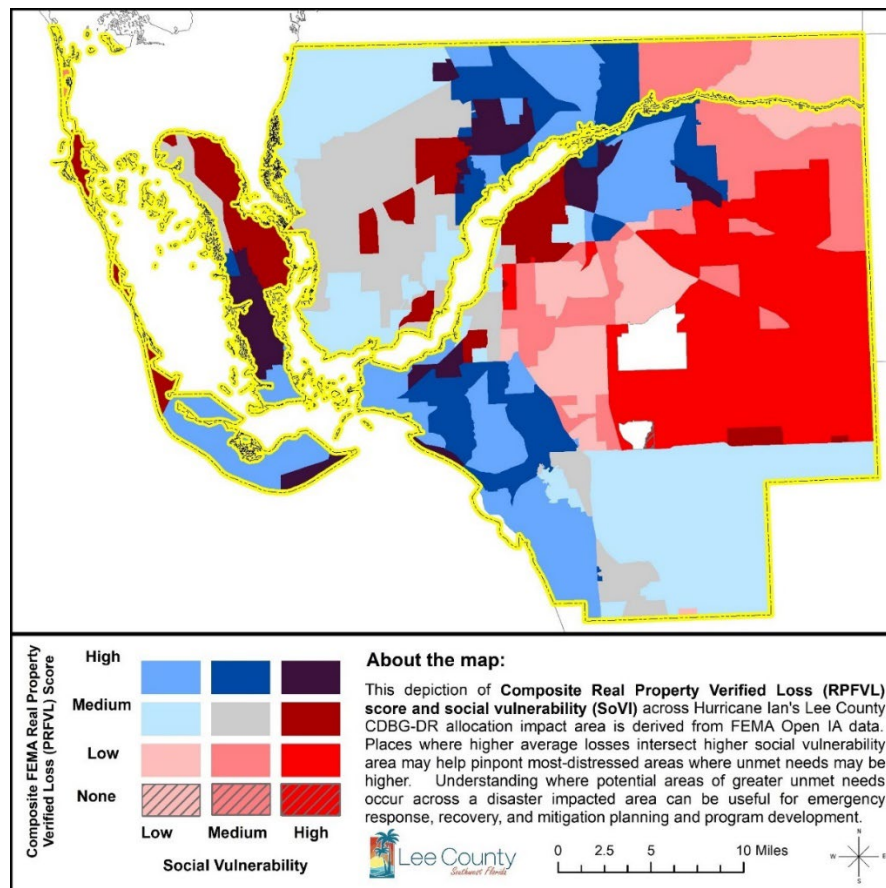 Composite FEMA Real Property
Verified Loss (PRFVL) Score
High
Medium
Low
None
Low Medium High
Social Vulnerability
About the map:
This depiction of Composite Real Property Verified Loss (RPFVL)
score and social vulnerability (SoVI) across Hurricane Ian's Lee County
CDBG-DR allocation impact area is derived from FEMA Open IA data.
Places where higher average losses intersect higher social vulnerability
area may help pinpont most-distressed areas where unmet needs may be
higher. Understanding where potential areas of greater unmet needs
occur across a disaster impacted area can be useful for emergency
response, recovery, and mitigation planning and program development.
Lee County
Southwest Florida
0 2.5 5 10 Miles
N
W E
S